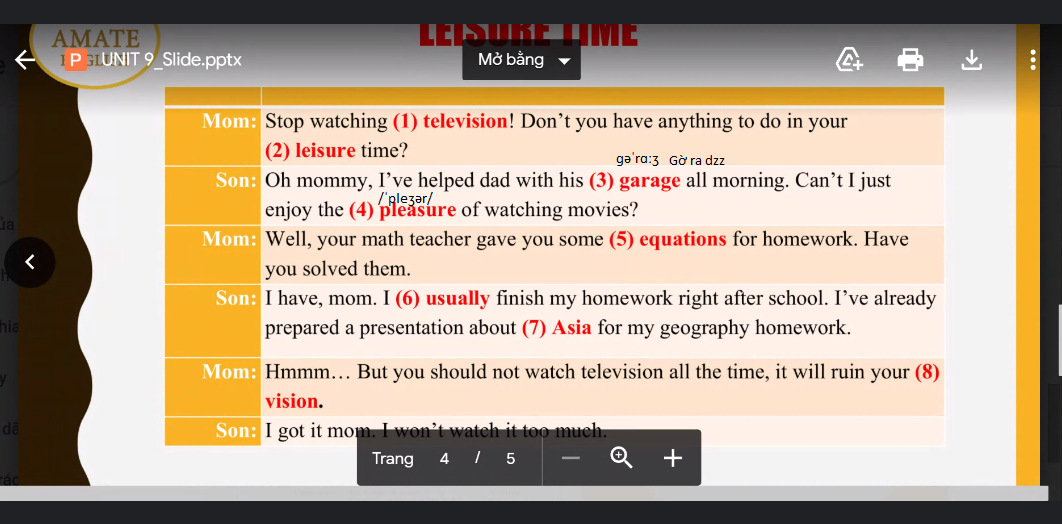 LEISURE TIME
AMATE
UNIT 9_Slide.pptx
Mở bằng
Mom: Stop watching (1) television! Don’t you have anything to do in your
(2) leisure time?
gəˈrɑːʒ Gờ ra dzz
Son: Oh mommy, I’ve helped dad with his (3) garage all morning. Can’t I just
/ˈpleʒər/
enjoy the (4) pleasure of watching movies?
Mom: Well, your math teacher gave you some (5) equations for homework. Have
you solved them.
Son: I have, mom. I (6) usually finish my homework right after school. I’ve already
prepared a presentation about (7) Asia for my geography homework.
Mom: Hmmm… But you should not watch television all the time, it will ruin your (8)
vision.
Son: I got it mom. I won’t watch it too much.
Trang 4 / 5